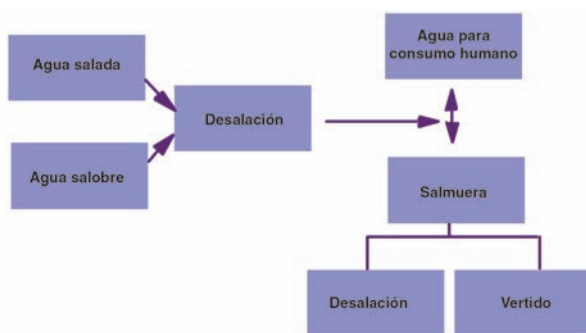 Agua salada
Agua salobre
Desalación
Agua para
consumo humano
Salmuera
Desalación
Vertido